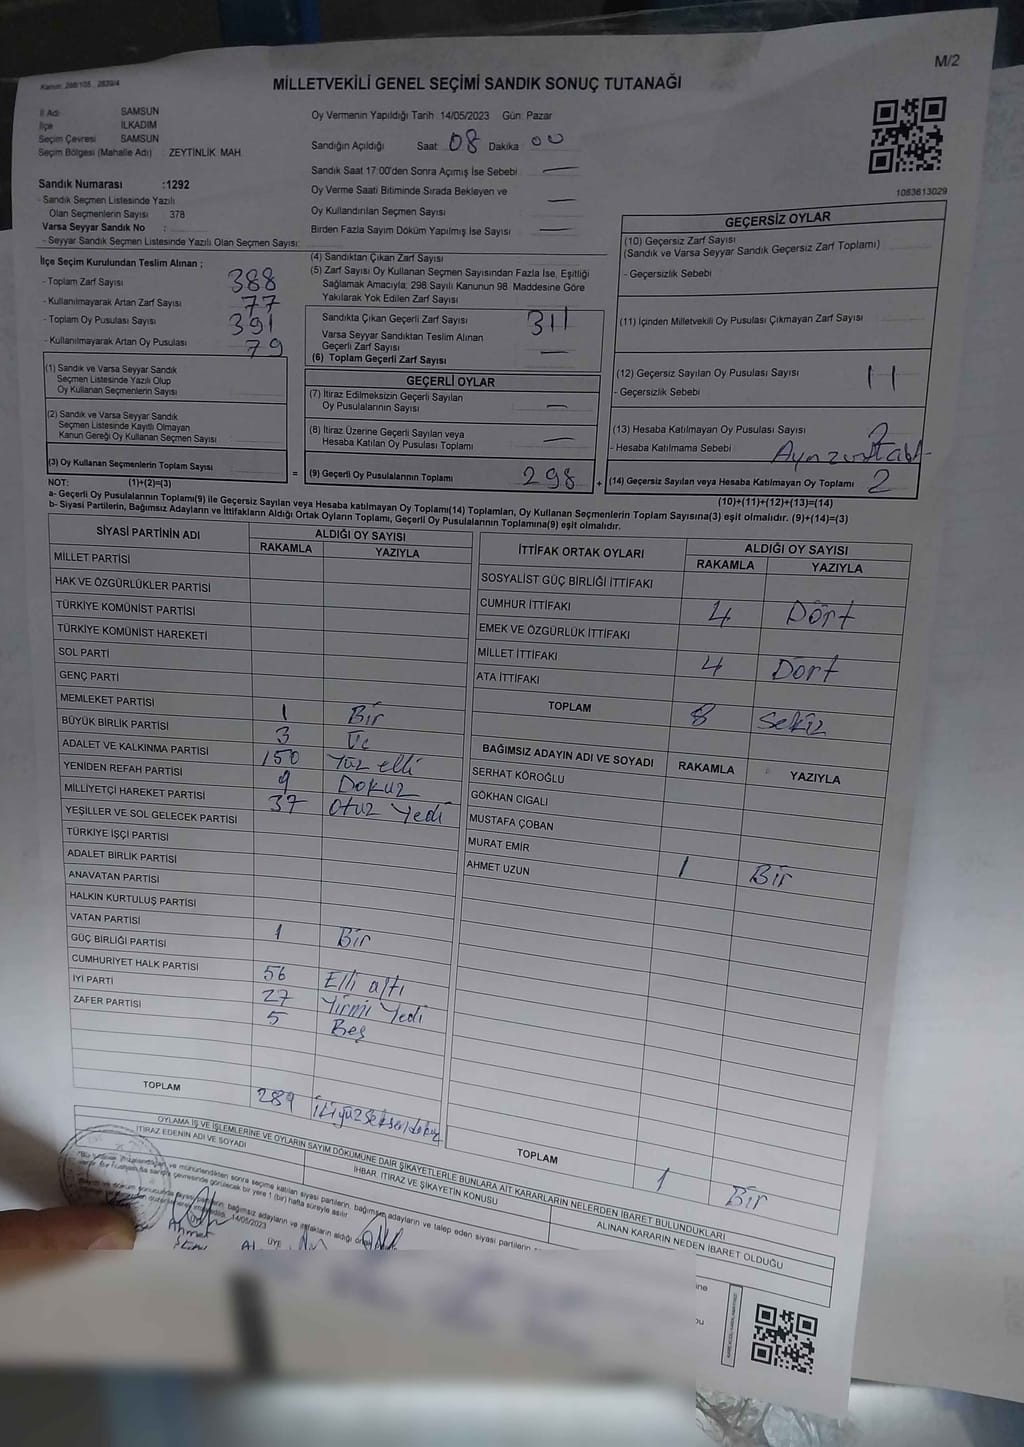 M/2
Kanun: 298/105 , 2839/4
MİLLETVEKİLİ GENEL SEÇİMİ SANDIK SONUÇ TUTANAĞI
İl Adı SAMSUN
İlçe İLKADIM
Seçim Çevresi SAMSUN
Seçim Bölgesi (Mahalle Adı) : ZEYTİNLİK MAH.
Sandık Numarası :1292
- Sandık Seçmen Listesinde Yazılı
Olan Seçmenlerin Sayısı 378
Varsa Seyyar Sandık No :
- Seyyar Sandık Seçmen Listesinde Yazılı Olan Seçmen Sayısı:
Oy Vermenin Yapıldığı Tarih :14/05/2023 Gün: Pazar
Sandığın Açıldığı Saat 08 Dakika 00
Sandık Saat 17:00'den Sonra Açımış İse Sebebi —
Oy Verme Saati Bitiminde Sırada Bekleyen ve
Oy Kullandırılan Seçmen Sayısı —
Birden Fazla Sayım Döküm Yapılmış İse Sayısı —
1083613029
İlçe Seçim Kurulundan Teslim Alınan ;
- Toplam Zarf Sayısı 388
- Kullanılmayarak Artan Zarf Sayısı 77
- Toplam Oy Pusulası Sayısı 391
- Kullanılmayarak Artan Oy Pusulası 79
(1) Sandık ve Varsa Seyyar Sandık
Seçmen Listesinde Yazılı Olup
Oy Kullanan Seçmenlerin Sayısı
(2) Sandık ve Varsa Seyyar Sandık
Seçmen Listesinde Kayıtlı Olmayan
Kanun Gereği Oy Kullanan Seçmen Sayısı
(3) Oy Kullanan Seçmenlerin Toplam Sayısı
(4) Sandıktan Çıkan Zarf Sayısı
(5) Zarf Sayısı Oy Kullanan Seçmen Sayısından Fazla İse, Eşitliği
Sağlamak Amacıyla; 298 Sayılı Kanunun 98. Maddesine Göre
Yakılarak Yok Edilen Zarf Sayısı
Sandıkta Çıkan Geçerli Zarf Sayısı 311
Varsa Seyyar Sandıktan Teslim Alınan
Geçerli Zarf Sayısı —
(6) Toplam Geçerli Zarf Sayısı
GEÇERLİ OYLAR
(7) İtiraz Edilmeksizin Geçerli Sayılan
Oy Pusulalarının Sayısı —
(8) İtiraz Üzerine Geçerli Sayılan veya
Hesaba Katılan Oy Pusulası Toplamı —
= (9) Geçerli Oy Pusulalarının Toplamı 298 +
GEÇERSİZ OYLAR
(10) Geçersiz Zarf Sayısı
(Sandık ve Varsa Seyyar Sandık Geçersiz Zarf Toplamı)
- Geçersizlik Sebebi
(11) İçinden Milletvekili Oy Pusulası Çıkmayan Zarf Sayısı
(12) Geçersiz Sayılan Oy Pusulası Sayısı 11
- Geçersizlik Sebebi
(13) Hesaba Katılmayan Oy Pusulası Sayısı 2
- Hesaba Katılmama Sebebi
(14) Geçersiz Sayılan veya Hesaba Katılmayan Oy Toplamı 2
NOT: (1)+(2)=(3)
(10)+(11)+(12)+(13)=(14)
a- Geçerli Oy Pusulalarının Toplamı(9) ile Geçersiz Sayılan veya Hesaba Katılmayan Oy Toplamı(14) Toplamları, Oy Kullanan Seçmenlerin Toplam Sayısına(3) eşit olmalıdır. (9)+(14)=(3)
b- Siyasi Partilerin, Bağımsız Adayların ve İttifakların Aldığı Ortak Oyların Toplamı, Geçerli Oy Pusulalarının Toplamına(9) eşit olmalıdır.
SİYASİ PARTİNİN ADI ALDIĞI OY SAYISI
RAKAMLA YAZIYLA
MİLLET PARTİSİ
HAK VE ÖZGÜRLÜKLER PARTİSİ
TÜRKİYE KOMÜNİST PARTİSİ
TÜRKİYE KOMÜNİST HAREKETİ
SOL PARTİ
GENÇ PARTİ
MEMLEKET PARTİSİ 1 Bir
BÜYÜK BİRLİK PARTİSİ 3 Üç
ADALET VE KALKINMA PARTİSİ 150 Yüz elli
YENİDEN REFAH PARTİSİ 9 Dokuz
MİLLİYETÇİ HAREKET PARTİSİ 37 Otuz Yedi
YEŞİLLER VE SOL GELECEK PARTİSİ
TÜRKİYE İŞÇİ PARTİSİ
ADALET BİRLİK PARTİSİ
ANAVATAN PARTİSİ
HALKIN KURTULUŞ PARTİSİ
VATAN PARTİSİ 1 Bir
GÜÇ BİRLİĞİ PARTİSİ
CUMHURİYET HALK PARTİSİ 56 Elli altı
İYİ PARTİ 27 Yirmi Yedi
ZAFER PARTİSİ 5 Beş
TOPLAM 289 İkiyüzseksendokuz
İTTİFAK ORTAK OYLARI ALDIĞI OY SAYISI
RAKAMLA YAZIYLA
SOSYALİST GÜÇ BİRLİĞİ İTTİFAKI
CUMHUR İTTİFAKI 4 Dört
EMEK VE ÖZGÜRLÜK İTTİFAKI
MİLLET İTTİFAKI 4 Dört
ATA İTTİFAKI
TOPLAM 8 Sekiz
BAĞIMSIZ ADAYIN ADI VE SOYADI RAKAMLA YAZIYLA
SERHAT KÖROĞLU
GÖKHAN CIGALI
MUSTAFA ÇOBAN
MURAT EMİR
AHMET UZUN 1 Bir
TOPLAM 1 Bir
OYLAMA İŞ VE İŞLEMLERİNE VE OYLARIN SAYIM DÖKÜMÜNE DAİR ŞİKAYETLERLE BUNLARA AİT KARARLARIN NELERDEN İBARET BULUNDUKLARI
İTİRAZ EDENİN ADI VE SOYADI
İHBAR, İTİRAZ VE ŞİKAYETİN KONUSU
ALINAN KARARIN NEDEN İBARET OLDUĞU
14/05/2023
ÜYE
Ahmet